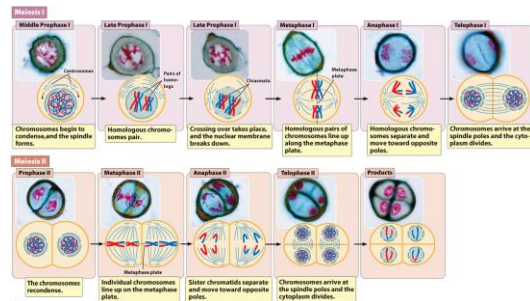 Meiosis I
Middle Prophase I
Late Prophase I
Late Prophase I
Metaphase I
Anaphase I
Telophase I
Centrosomes
Pairs of
homo-
logs
Chiasmata
Metaphase
plate
Chromosomes begin to
condense,and the spindle
forms.
Homologous chromo-
somes pair.
Crossing over takes place,
and the nuclear membrane
breaks down.
Homologous pairs of
chromosomes line up
along the metaphase
plate.
Homologous chromo-
somes separate and
move toward opposite
poles.
Chromosomes arrive at the
spindle poles and the cyto-
plasm divides.
Meiosis II
Prophase II
Metaphase II
Anaphase II
Telophase II
Products
Metaphase plate
The chromosomes
recondense.
Individual chromosomes
line up on the metaphase
plate.
Sister chromatids separate
and move toward opposite
poles.
Chromosomes arrive at
the spindle poles and the
cytoplasm divides.